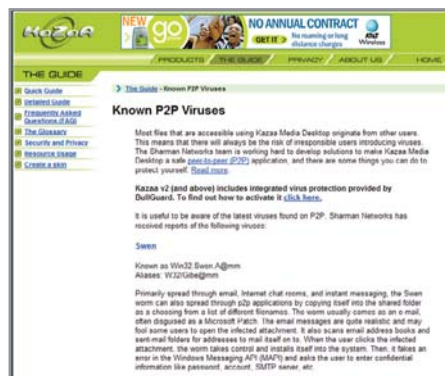 KaZaA
NEW
go
NO ANNUAL CONTRACT
GET IT > No roaming or long
distance charges
AT&T
Wireless
PRODUCTS THE GUIDE PRIVACY ABOUT US HOME
THE GUIDE
Quick Guide
Detailed Guide
Frequently Asked
Questions (FAQ)
The Glossary
Security and Privacy
Resource Usage
Create a skin
The Guide - Known P2P Viruses
Known P2P Viruses
Most files that are accessible using Kazaa Media Desktop originate from other users.
This means that there will always be the risk of irresponsible users introducing viruses.
The Sharman Networks team is working hard to develop solutions to make Kazaa Media
Desktop a safe peer-to-peer (P2P) application, and there are some things you can do to
protect yourself. Read more.
Kazaa v2 (and above) includes integrated virus protection provided by
BullGuard. To find out how to activate it click here.
It is useful to be aware of the latest viruses found on P2P. Sharman Networks has
received reports of the following viruses:
Swen
Known as Win32.Swen.A@mm
Aliases: W32/Gibe@mm
Primarily spread through email, Internet chat rooms, and instant messaging, the Swen
worm can also spread through p2p applications by copying itself into the shared folder
as a choosing from a list of different filenames. The worm usually comes as an e-mail,
often disguised as a Microsoft Patch. The email messages are quite realistic and may
fool some users to open the infected attachment. It also scans email address books and
sent-mail folders for addresses to mail itself on to. When the user clicks the infected
attachment, the worm takes control and installs itself into the system. Then, it fakes an
error in the Windows Messaging API (MAPI) and asks the user to enter confidential
information like password, account, SMTP server, etc.